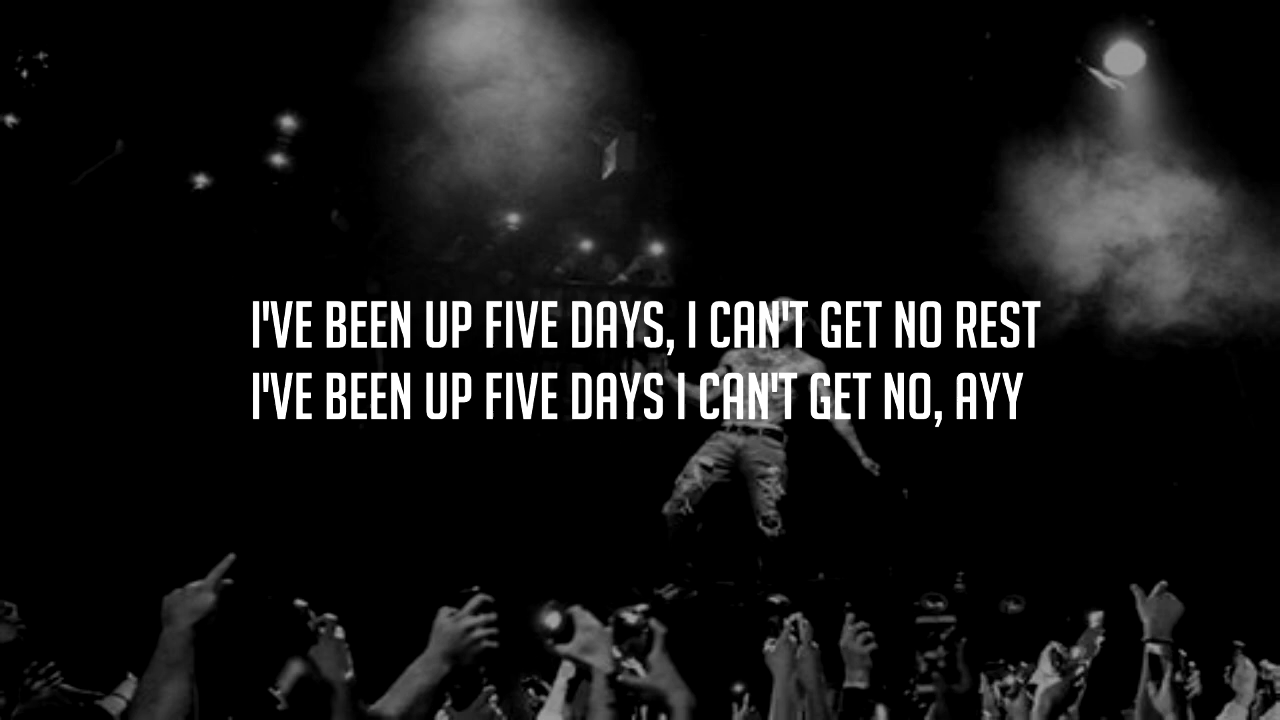 I'VE BEEN UP FIVE DAYS, I CAN'T GET NO REST
I'VE BEEN UP FIVE DAYS I CAN'T GET NO, AYY